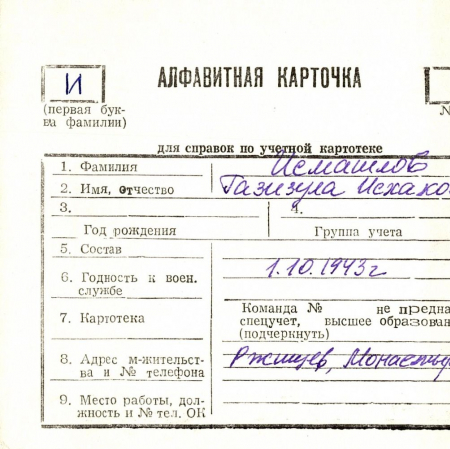 И
АЛФАВИТНАЯ КАРТОЧКА
(первая бук-
ва фамилии)
№
для справок по учетной картотеке
1. Фамилия Исмаилов
2. Имя, отчество Газизула Исхако
3. 4.
Год рождения Группа учета
5. Состав
6. Годность к воен. службе 1.10.1943 г
7. Картотека Команда № не предна
спецучет, высшее образован
(подчеркнуть)
8. Адрес м-жительст-
ва и № телефона Ржищев,
9. Место работы, дол-
жность и № тел. ОК